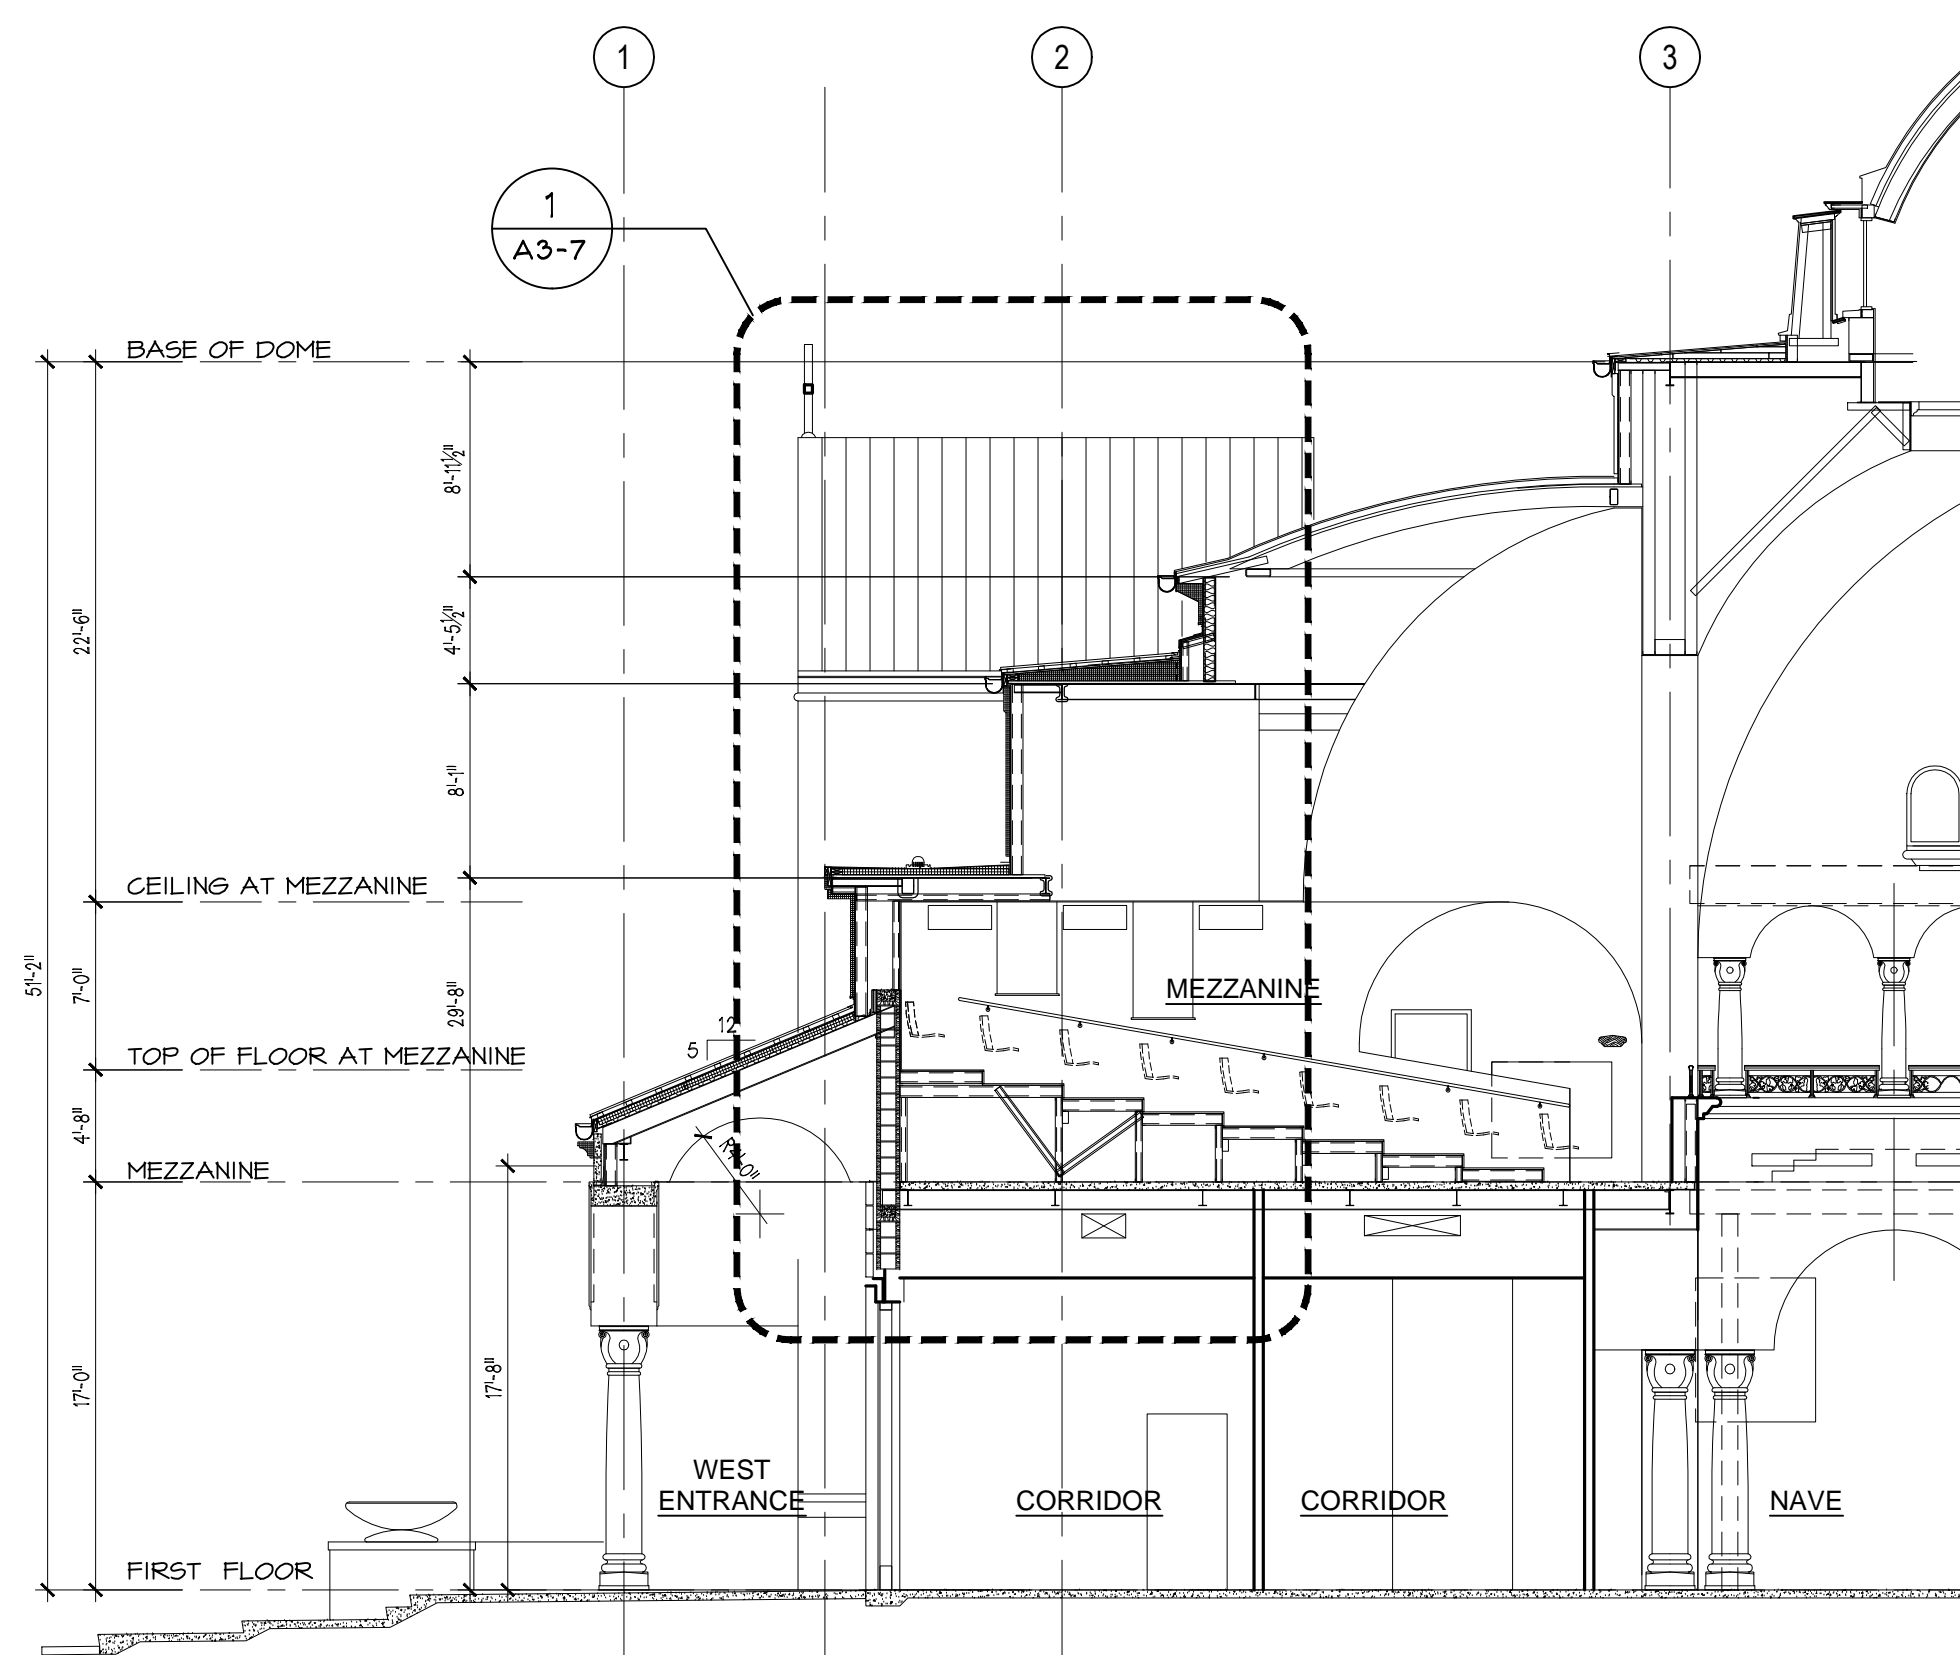 1
2
3
1
A3-7
BASE OF DOME
8'-11½"
22'-6"
4'-5½"
8'-1"
CEILING AT MEZZANINE
51'-2"
7'-0"
29'-8"
MEZZANINE
12
5
TOP OF FLOOR AT MEZZANINE
4'-8"
R4'-0"
MEZZANINE
17'-0"
17'-8"
WEST
ENTRANCE
CORRIDOR
CORRIDOR
NAVE
FIRST FLOOR